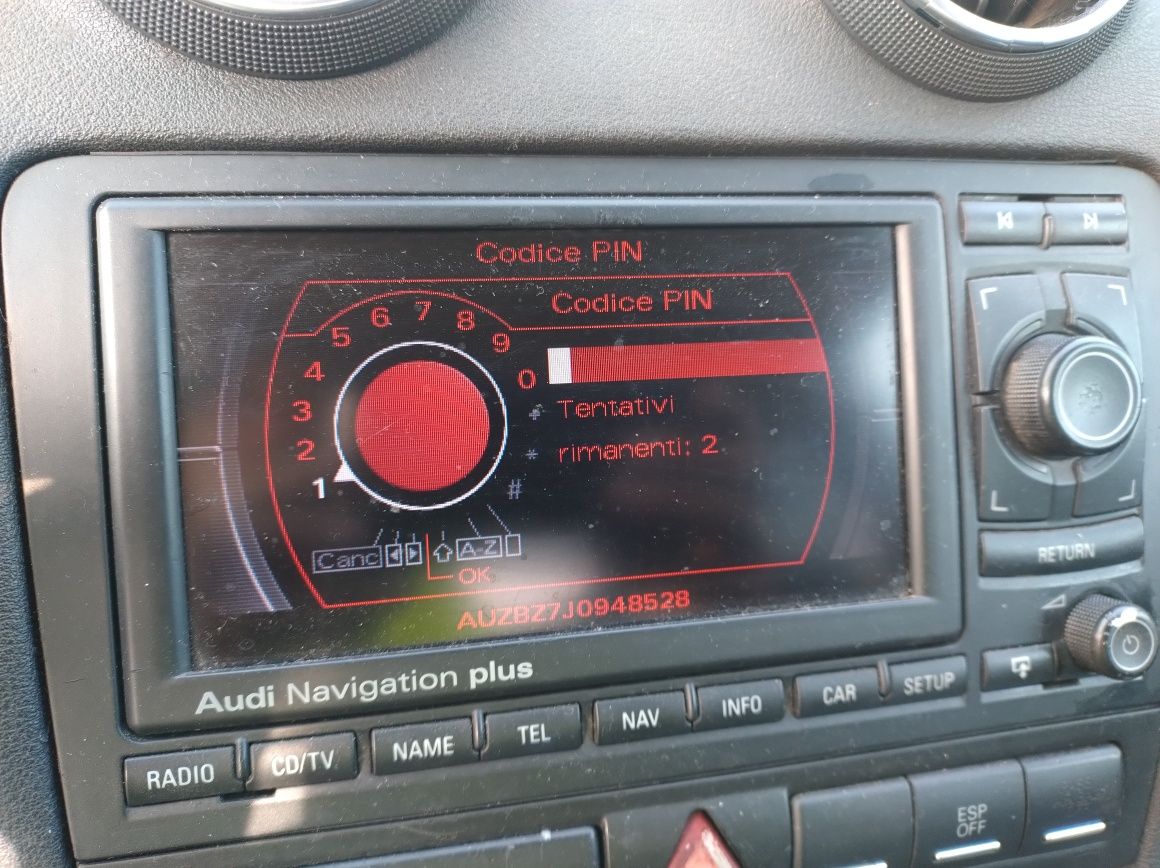 Codice PIN
Codice PIN
7
6
8
5
9
4
0
3
Tentativi
2
*
rimanenti: 2
1
#
Canc
A-Z
OK
AUZBZ7J0948528
RETURN
Audi Navigation plus
RADIO
CD/TV
NAME
TEL
NAV
INFO
CAR
SETUP
ESP
OFF